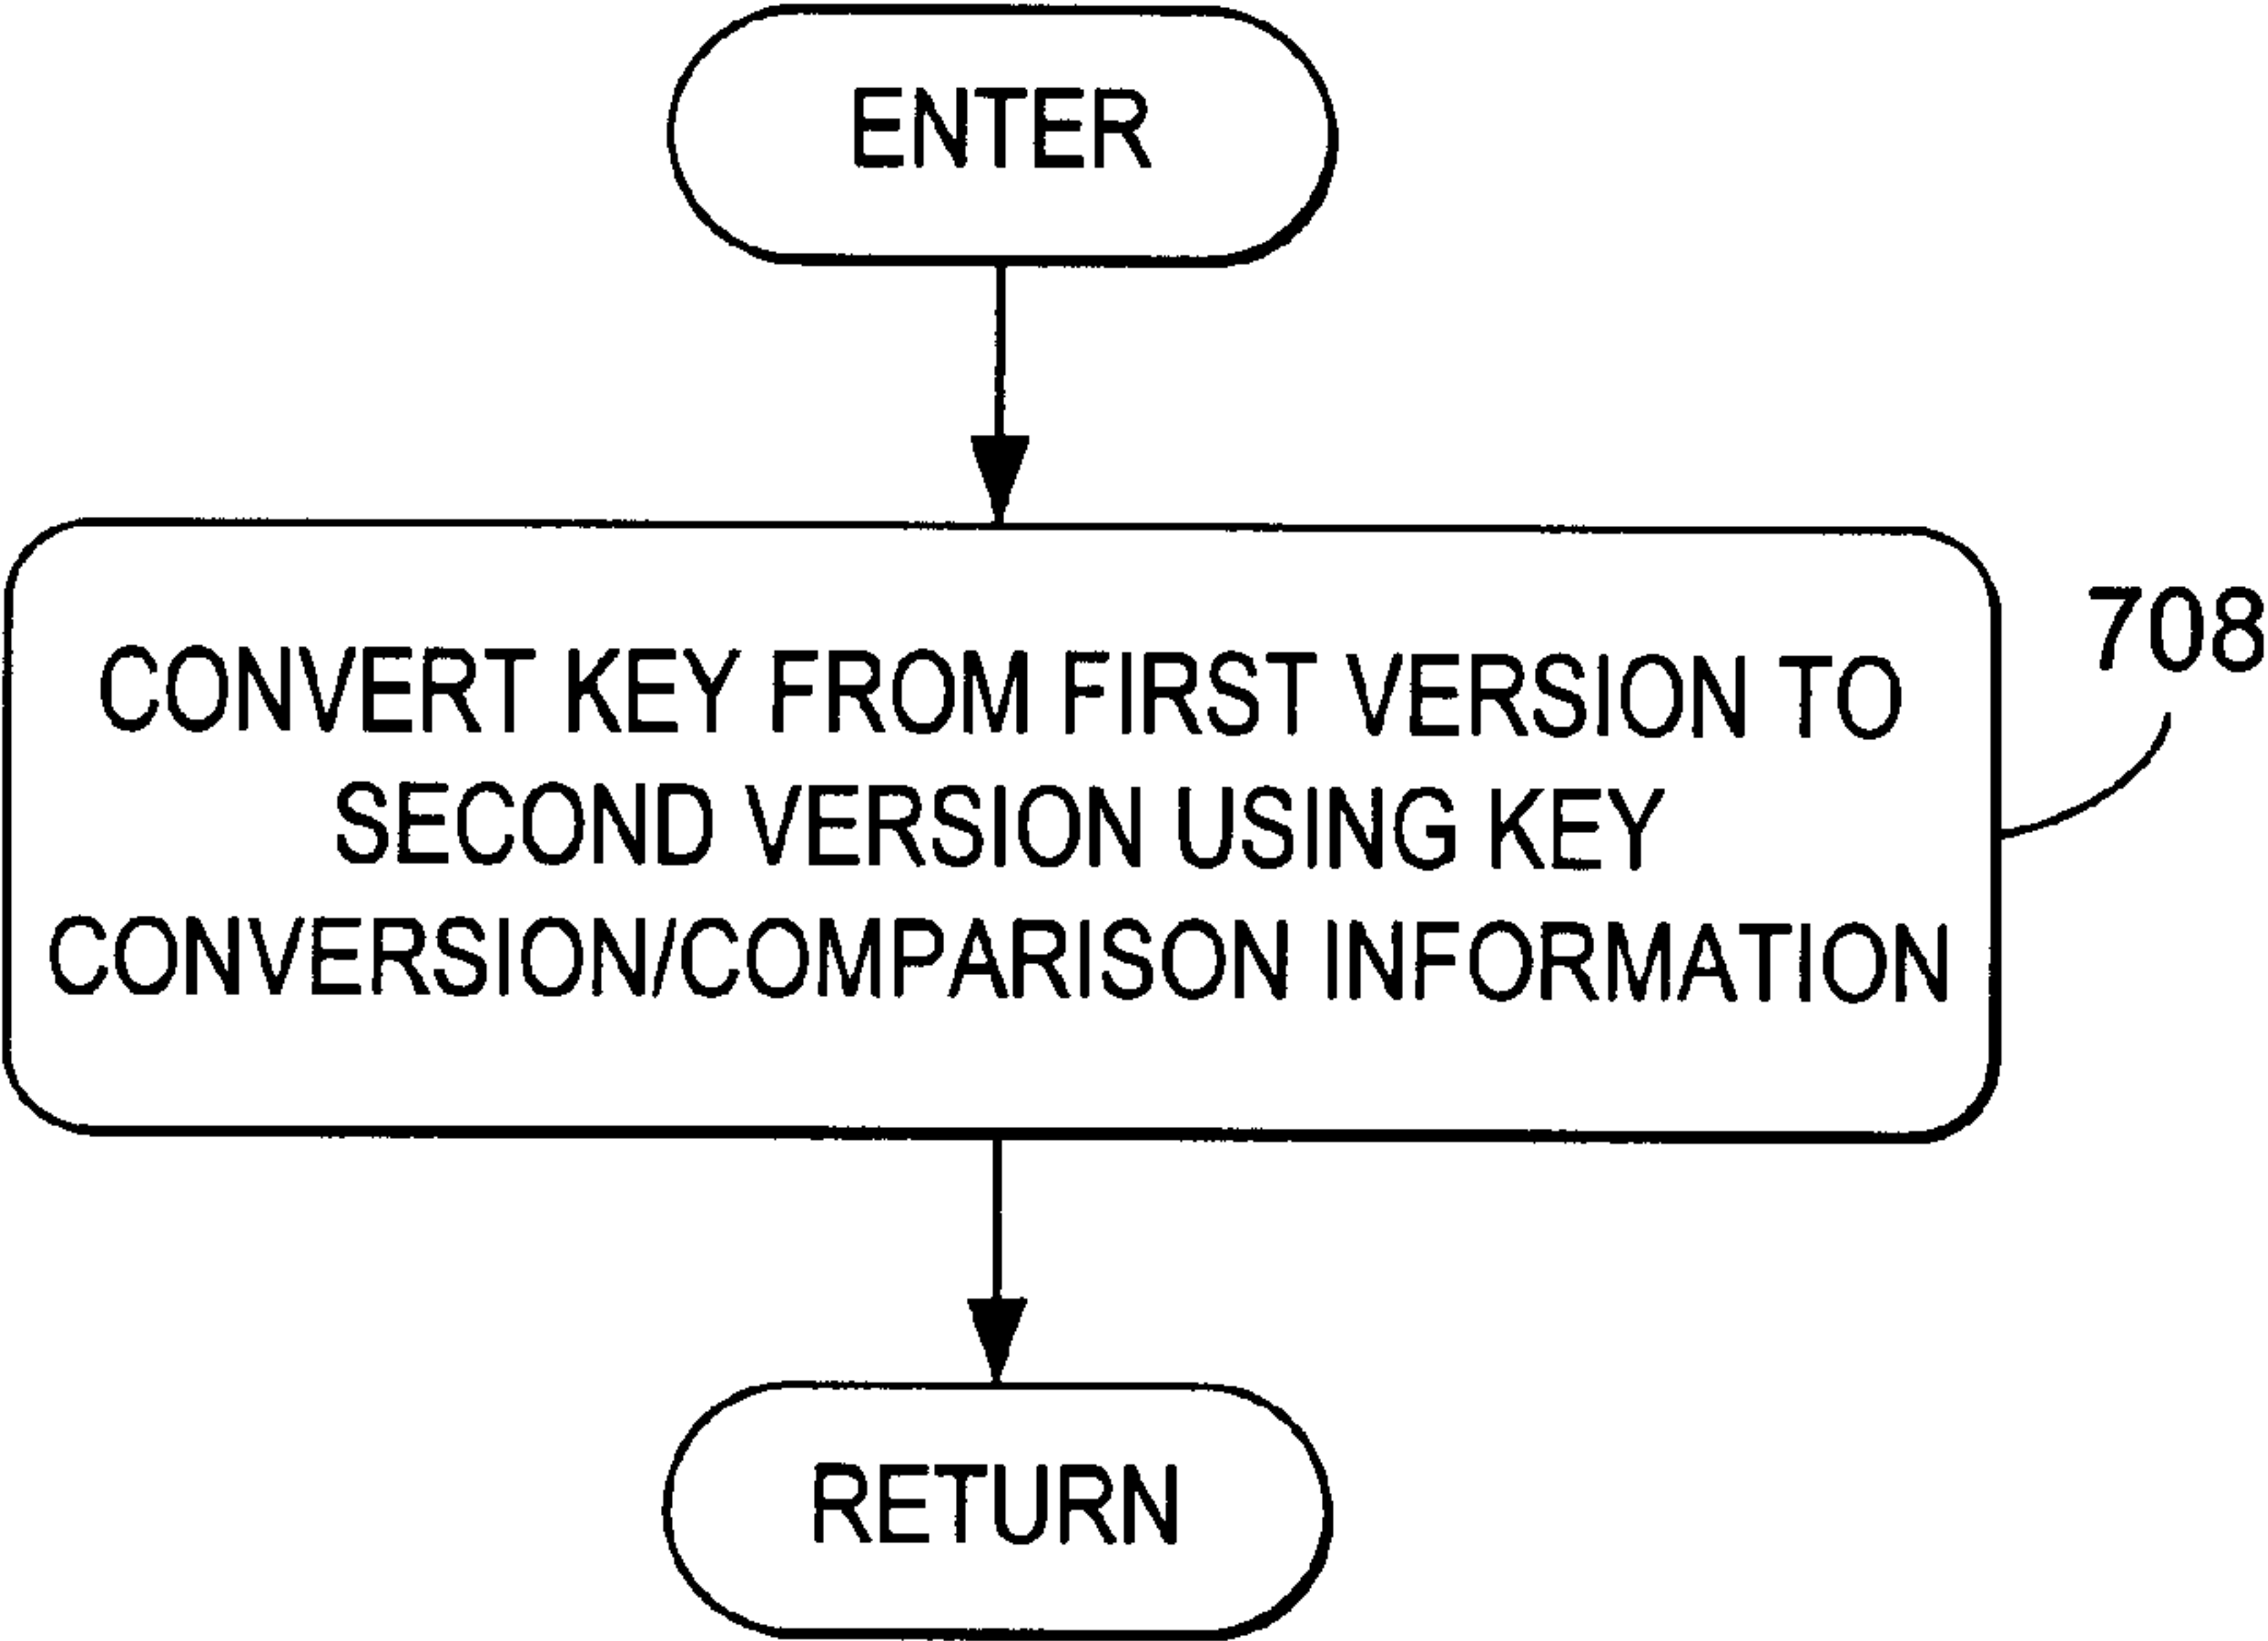 ENTER
CONVERT KEY FROM FIRST VERSION TO
SECOND VERSION USING KEY
CONVERSION/COMPARISON INFORMATION
708
RETURN